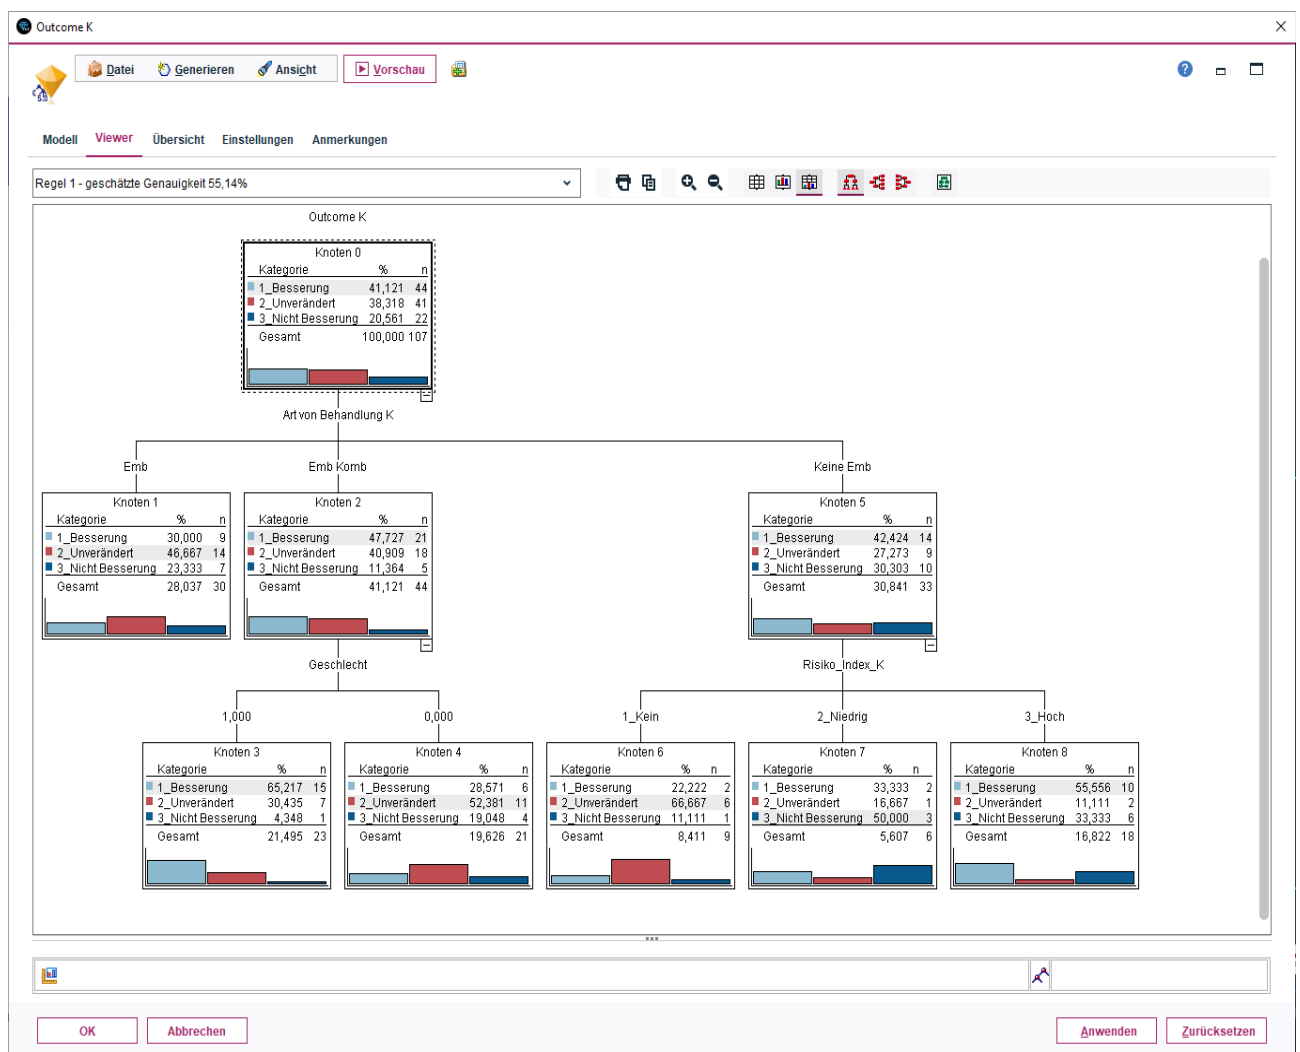 Outcome K
Datei Generieren Ansicht Vorschau
Modell Viewer Übersicht Einstellungen Anmerkungen
Regel 1 - geschätzte Genauigkeit 55,14%
Outcome K
Knoten 0
Kategorie % n
1_Besserung 41,121 44
2_Unverändert 38,318 41
3_Nicht Besserung 20,561 22
Gesamt 100,000 107
Art von Behandlung K
Emb
Emb Komb
Keine Emb
Knoten 1
Kategorie % n
1_Besserung 30,000 9
2_Unverändert 46,667 14
3_Nicht Besserung 23,333 7
Gesamt 28,037 30
Knoten 2
Kategorie % n
1_Besserung 47,727 21
2_Unverändert 40,909 18
3_Nicht Besserung 11,364 5
Gesamt 41,121 44
Knoten 5
Kategorie % n
1_Besserung 42,424 14
2_Unverändert 27,273 9
3_Nicht Besserung 30,303 10
Gesamt 30,841 33
Geschlecht
Risiko_Index_K
1,000
0,000
1_Kein
2_Niedrig
3_Hoch
Knoten 3
Kategorie % n
1_Besserung 65,217 15
2_Unverändert 30,435 7
3_Nicht Besserung 4,348 1
Gesamt 21,495 23
Knoten 4
Kategorie % n
1_Besserung 28,571 6
2_Unverändert 52,381 11
3_Nicht Besserung 19,048 4
Gesamt 19,626 21
Knoten 6
Kategorie % n
1_Besserung 22,222 2
2_Unverändert 66,667 6
3_Nicht Besserung 11,111 1
Gesamt 8,411 9
Knoten 7
Kategorie % n
1_Besserung 33,333 2
2_Unverändert 16,667 1
3_Nicht Besserung 50,000 3
Gesamt 5,607 6
Knoten 8
Kategorie % n
1_Besserung 55,556 10
2_Unverändert 11,111 2
3_Nicht Besserung 33,333 6
Gesamt 16,822 18
OK Abbrechen Anwenden Zurücksetzen